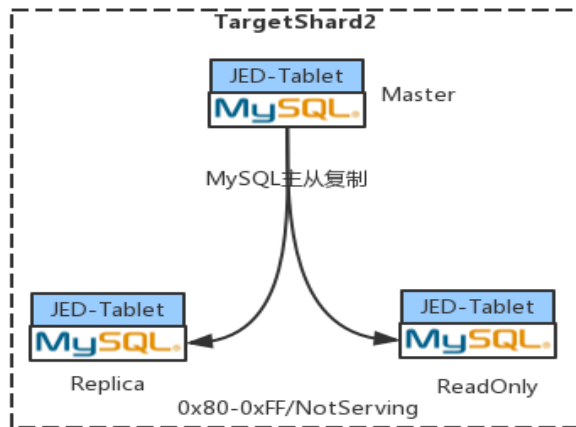 TargetShard2
JED-Tablet
MySQL®
Master
MySQL主从复制
JED-Tablet
MySQL®
Replica
JED-Tablet
MySQL®
ReadOnly
0x80-0xFF/NotServing